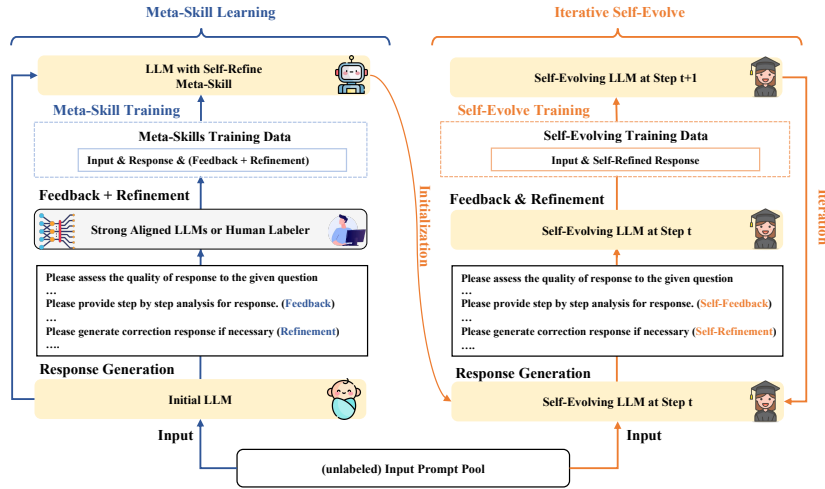 Meta-Skill Learning
LLM with Self-Refine
Meta-Skill
Meta-Skill Training
Meta-Skills Training Data
Input & Response & (Feedback + Refinement)
Feedback + Refinement
Strong Aligned LLMs or Human Labeler
Please assess the quality of response to the given question
…
Please provide step by step analysis for response. (Feedback)
…
Please generate correction response if necessary (Refinement)
….
Response Generation
Initial LLM
Input
(unlabeled) Input Prompt Pool
Initialization
Iterative Self-Evolve
Self-Evolving LLM at Step t+1
Self-Evolve Training
Self-Evolving Training Data
Input & Self-Refined Response
Feedback & Refinement
Self-Evolving LLM at Step t
Please assess the quality of response to the given question
…
Please provide step by step analysis for response. (Self-Feedback)
…
Please generate correction response if necessary (Self-Refinement)
….
Response Generation
Self-Evolving LLM at Step t
Input
Iteration